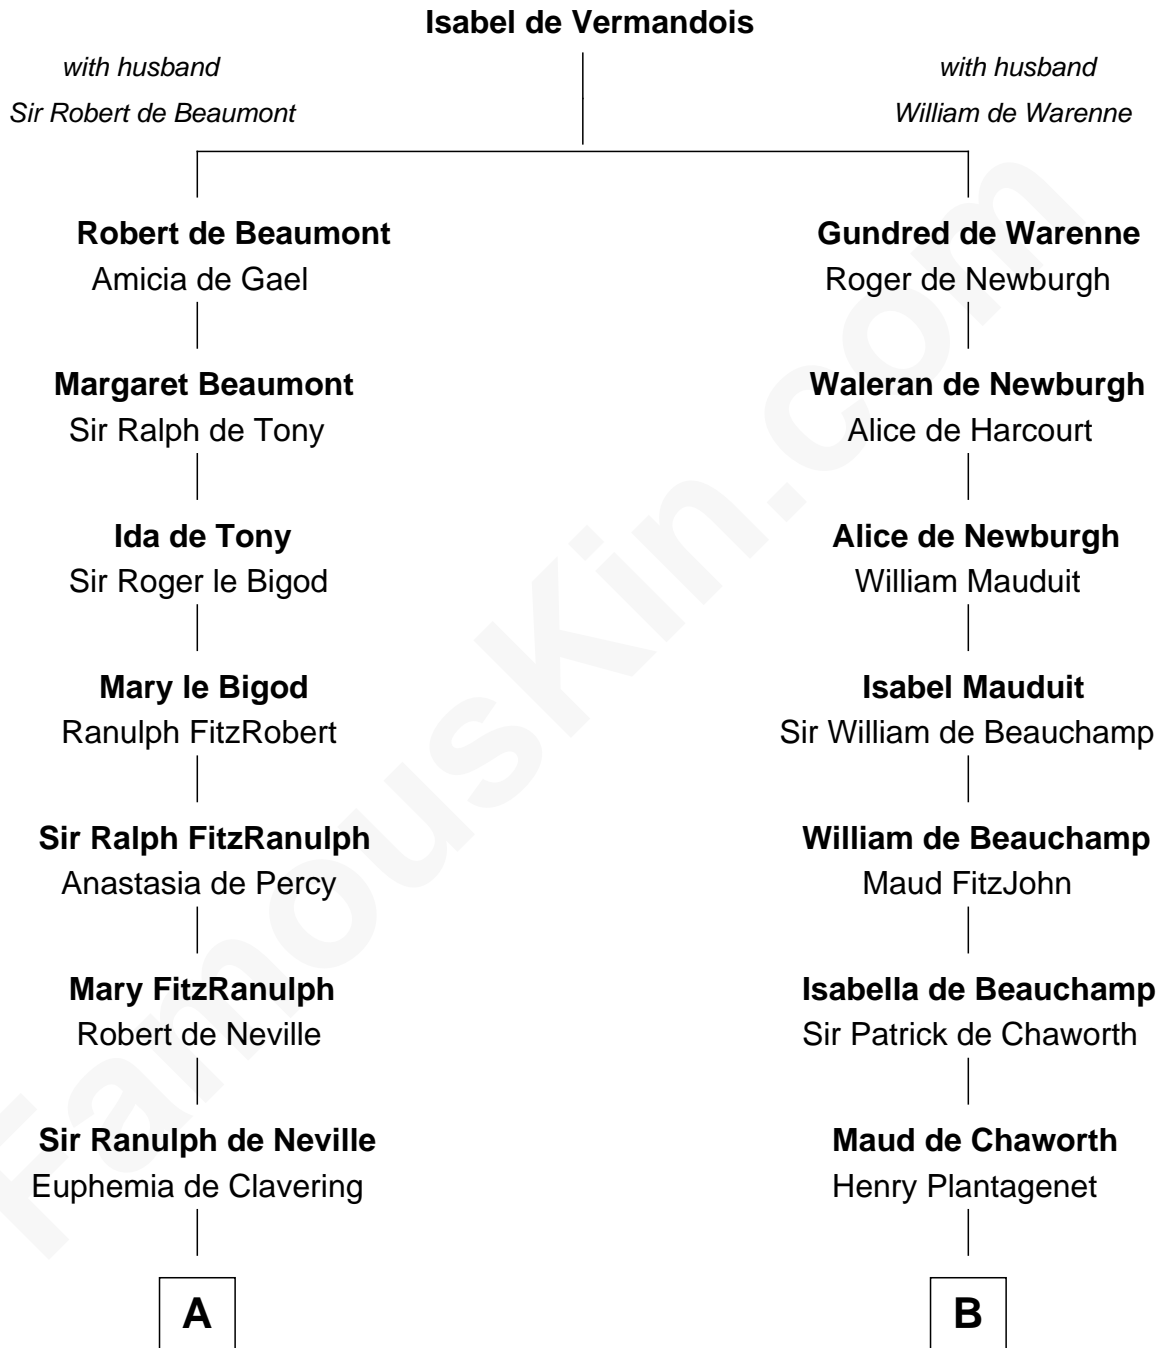 Isabel de Vermandois
with husband
Sir Robert de Beaumont
with husband
William de Warenne
Robert de Beaumont
Amicia de Gael
Gundred de Warenne
Roger de Newburgh
Margaret Beaumont
Sir Ralph de Tony
Waleran de Newburgh
Alice de Harcourt
Ida de Tony
Sir Roger le Bigod
Alice de Newburgh
William Mauduit
Mary le Bigod
Ranulph FitzRobert
Isabel Mauduit
Sir William de Beauchamp
Sir Ralph FitzRanulph
Anastasia de Percy
William de Beauchamp
Maud FitzJohn
Mary FitzRanulph
Robert de Neville
Isabella de Beauchamp
Sir Patrick de Chaworth
Sir Ranulph de Neville
Euphemia de Clavering
Maud de Chaworth
Henry Plantagenet
A
B
FamousKin.com